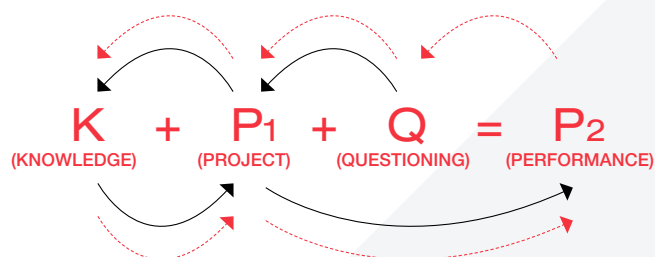 K + P1 + Q = P2
(KNOWLEDGE) (PROJECT) (QUESTIONING) (PERFORMANCE)